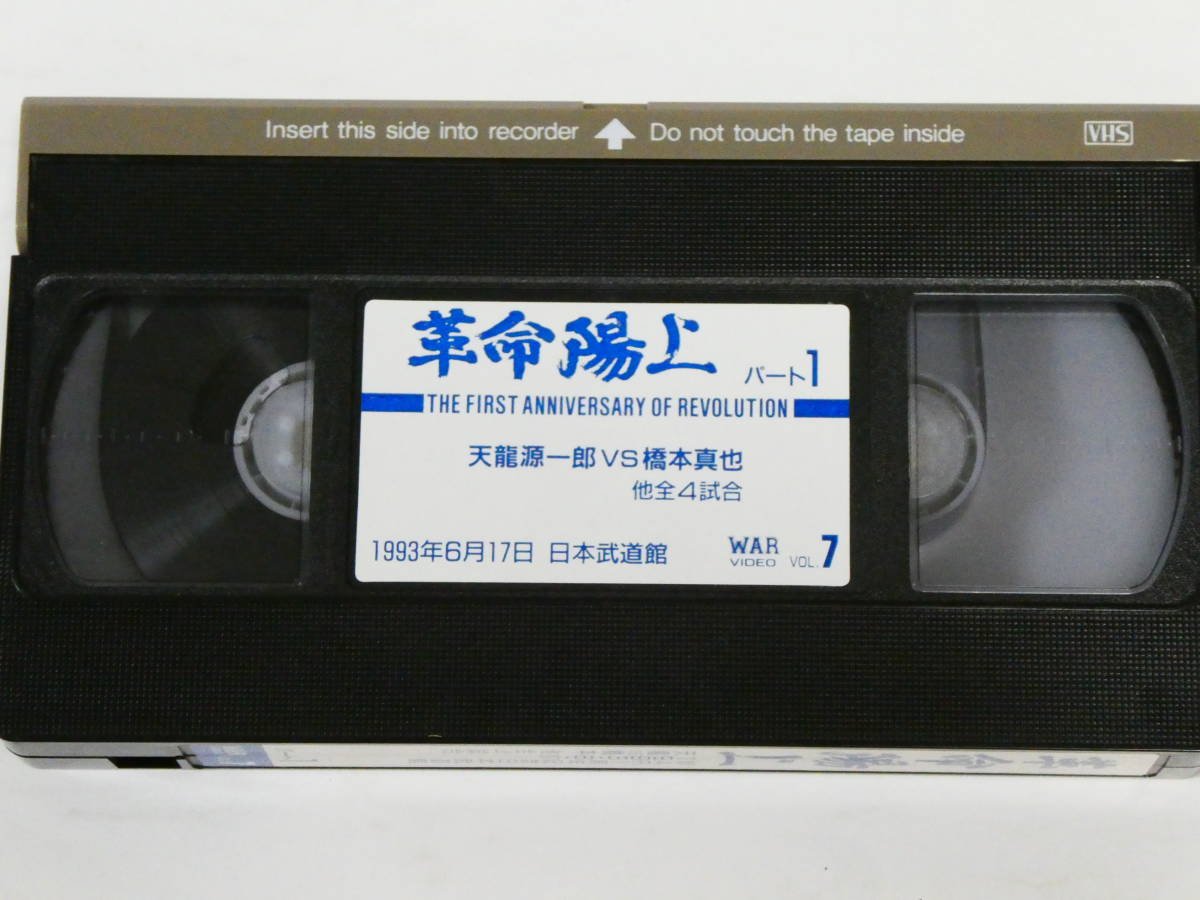 Insert this side into recorder Do not touch the tape inside VHS
革命陽上 パート1
THE FIRST ANNIVERSARY OF REVOLUTION
天龍源一郎VS橋本真也
他全4試合
1993年6月17日 日本武道館 WAR VIDEO VOL.7